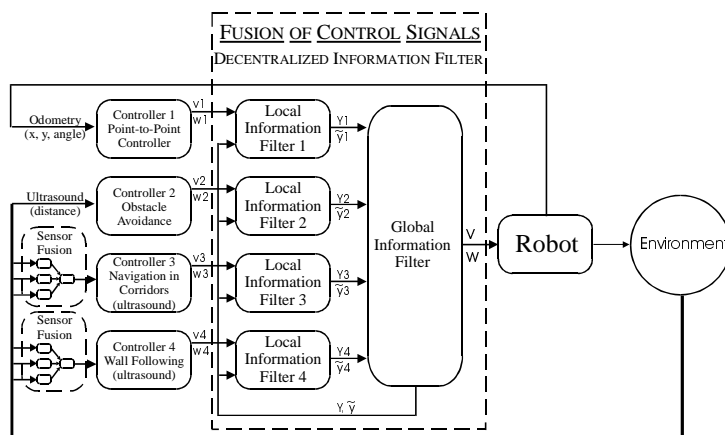 FUSION OF CONTROL SIGNALS
DECENTRALIZED INFORMATION FILTER
Odometry
(x, y, angle)
Controller 1
Point-to-Point
Controller
v1
w1
Local
Information
Filter 1
Y1
ỹ1
Ultrasound
(distance)
Controller 2
Obstacle
Avoidance
v2
w2
Local
Information
Filter 2
Y2
ỹ2
Sensor
Fusion
Controller 3
Navigation in
Corridors
(ultrasound)
v3
w3
Local
Information
Filter 3
Y3
ỹ3
Sensor
Fusion
Controller 4
Wall Following
(ultrasound)
v4
w4
Local
Information
Filter 4
Y4
ỹ4
Global
Information
Filter
V
W
Robot
Environment
Y, ỹ